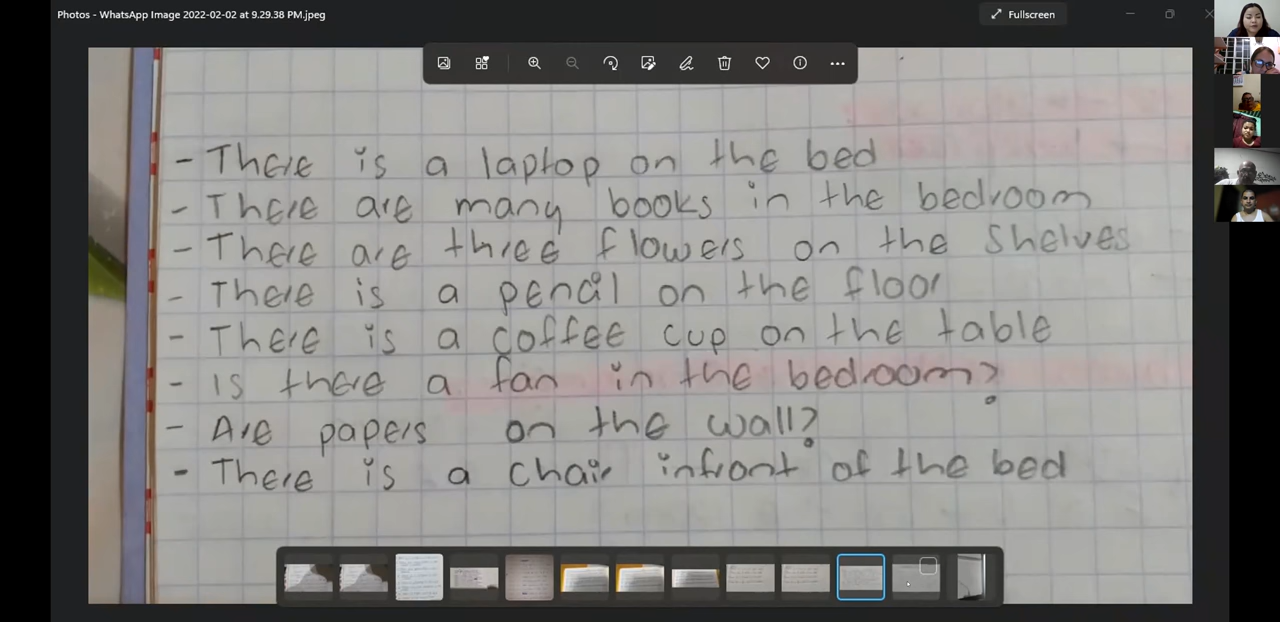 Photos - WhatsApp Image 2022-02-02 at 9.29.38 PM.jpeg
Fullscreen
- There is a laptop on the bed
- There are many books in the bedroom
- There are three flowers on the shelves
- There is a pencil on the floor
- There is a coffee cup on the table
- Is there a fan in the bedroom?
- Are papers on the wall?
- There is a chair infront of the bed